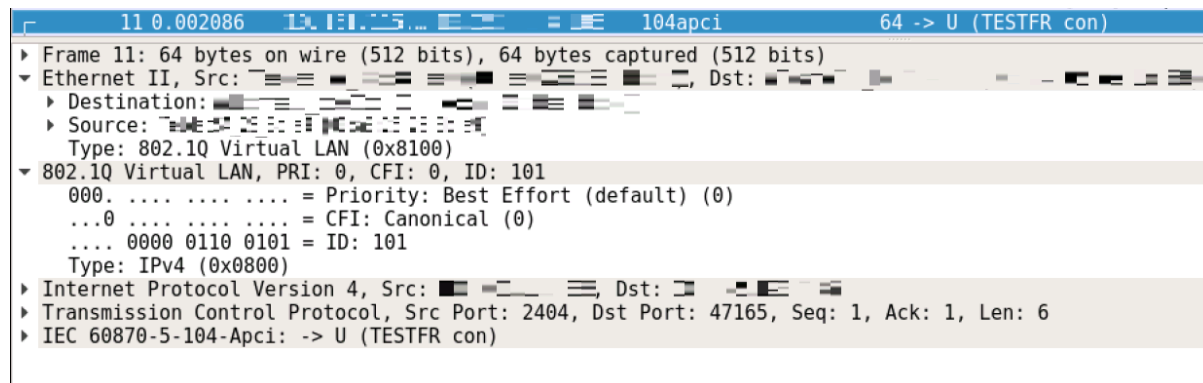 11 0.002086 104apci 64 -> U (TESTFR con)
Frame 11: 64 bytes on wire (512 bits), 64 bytes captured (512 bits)
Ethernet II, Src: , Dst:
Destination:
Source:
Type: 802.1Q Virtual LAN (0x8100)
802.1Q Virtual LAN, PRI: 0, CFI: 0, ID: 101
000. .... .... .... = Priority: Best Effort (default) (0)
...0 .... .... .... = CFI: Canonical (0)
.... 0000 0110 0101 = ID: 101
Type: IPv4 (0x0800)
Internet Protocol Version 4, Src: , Dst:
Transmission Control Protocol, Src Port: 2404, Dst Port: 47165, Seq: 1, Ack: 1, Len: 6
IEC 60870-5-104-Apci: -> U (TESTFR con)